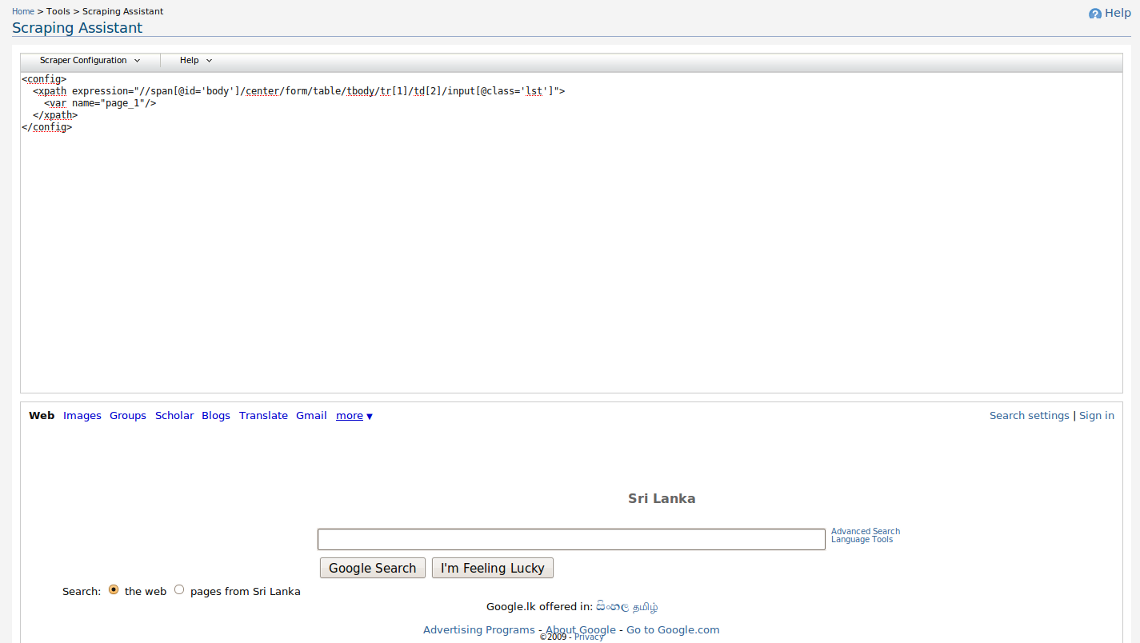 Home > Tools > Scraping Assistant
Help
Scraping Assistant
Scraper Configuration Help
<config>
<xpath expression="//span[@id='body']/center/form/table/tbody/tr[1]/td[2]/input[@class='lst']">
<var name="page_1"/>
</xpath>
</config>
Web Images Groups Scholar Blogs Translate Gmail more ▼
Search settings | Sign in
Sri Lanka
Advanced Search
Language Tools
Google Search I'm Feeling Lucky
Search: the web pages from Sri Lanka
Google.lk offered in: සිංහල தமிழ்
Advertising Programs - About Google - Go to Google.com
©2009 - Privacy